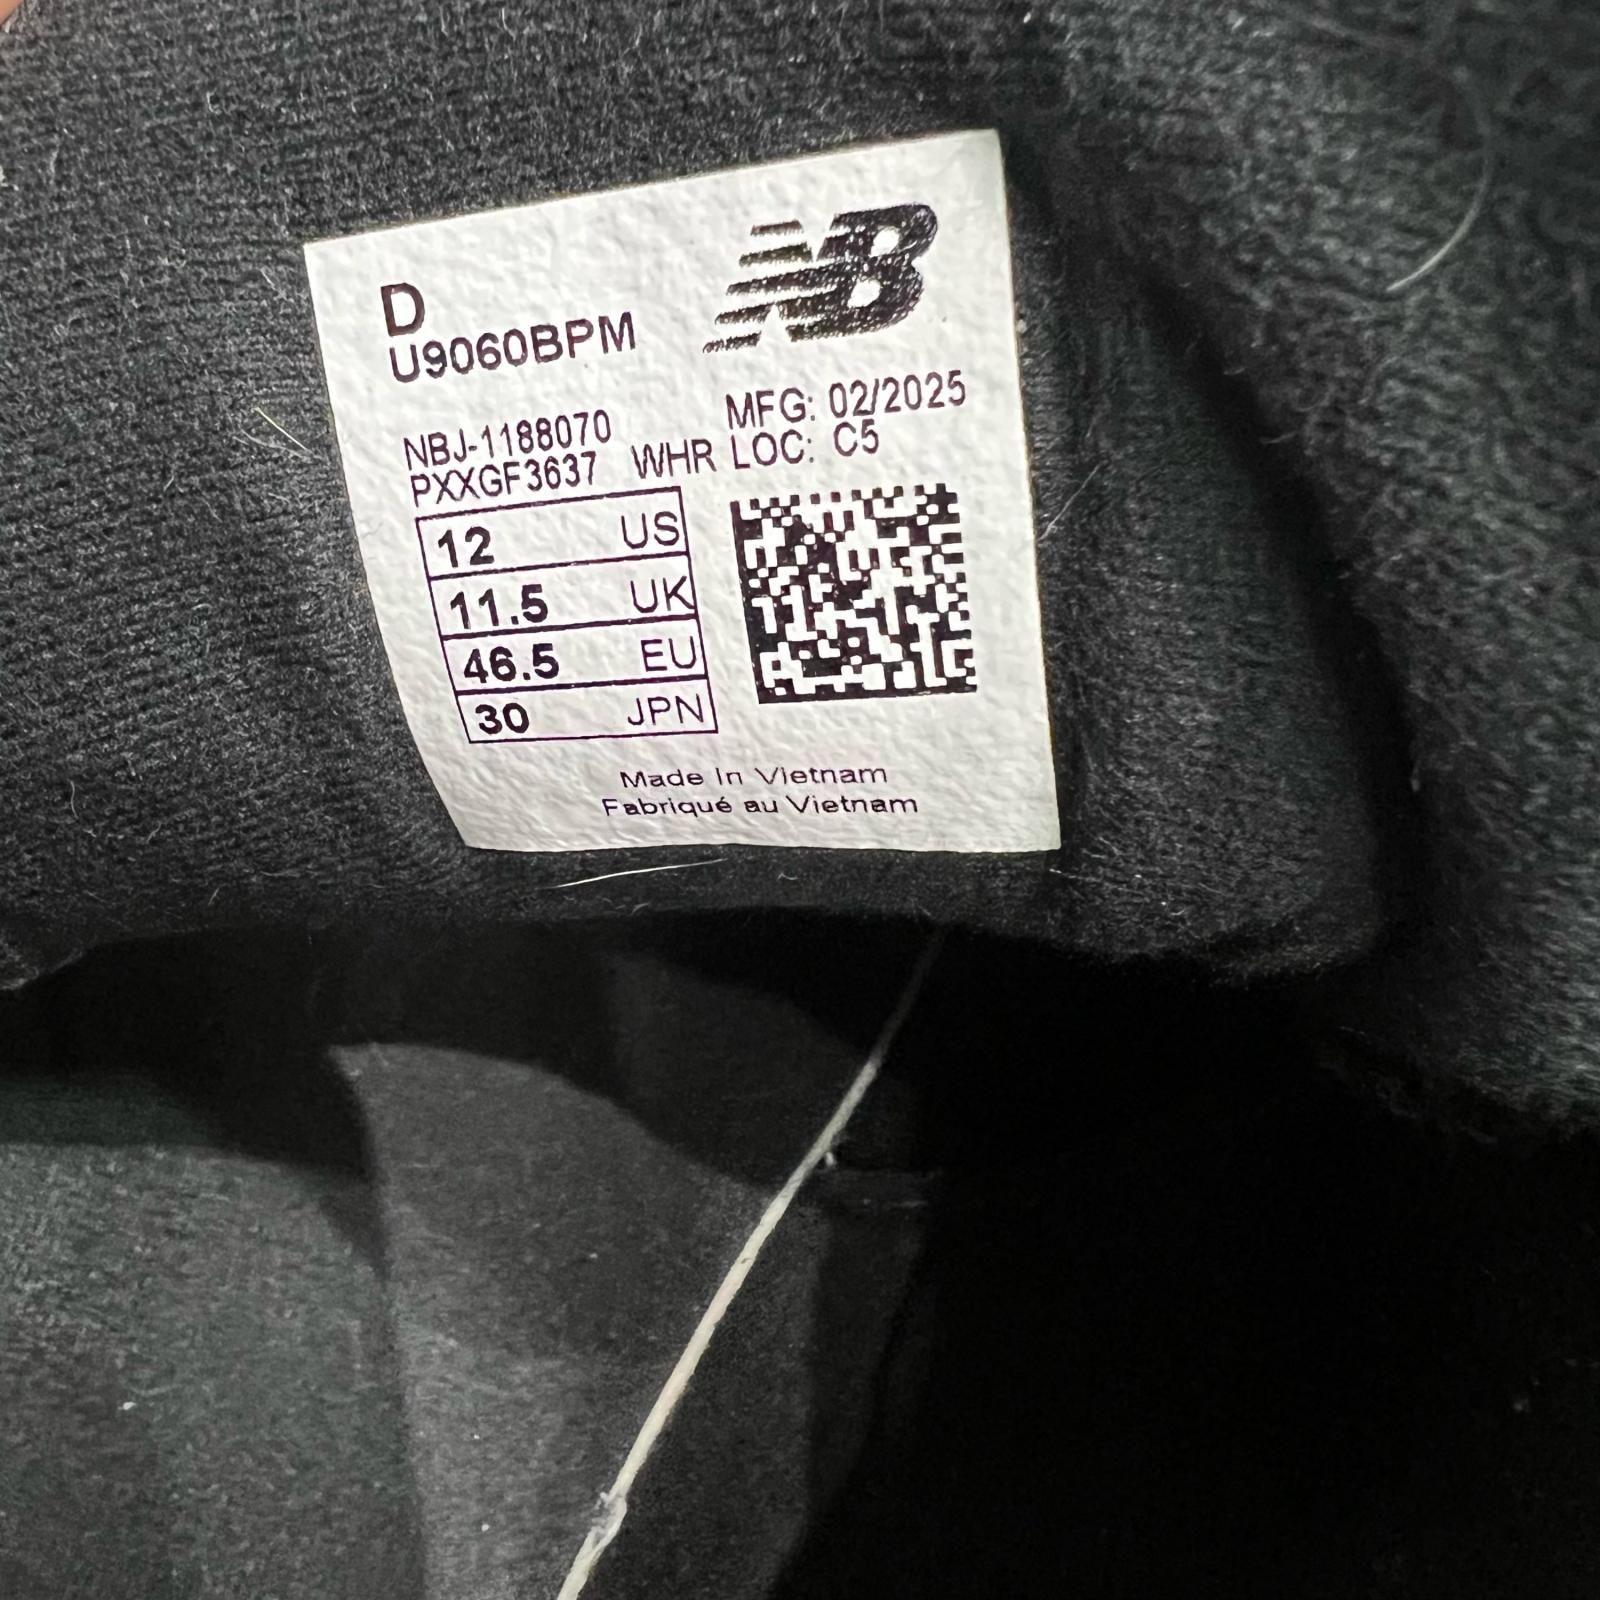 D
NB
U9060BPM
MFG: 02/2025
NBJ-1188070
WHR LOC: C5
PXXGF3637
12 US
11.5 UK
46.5 EU
30 JPN
Made in Vietnam
Fabriqué au Vietnam